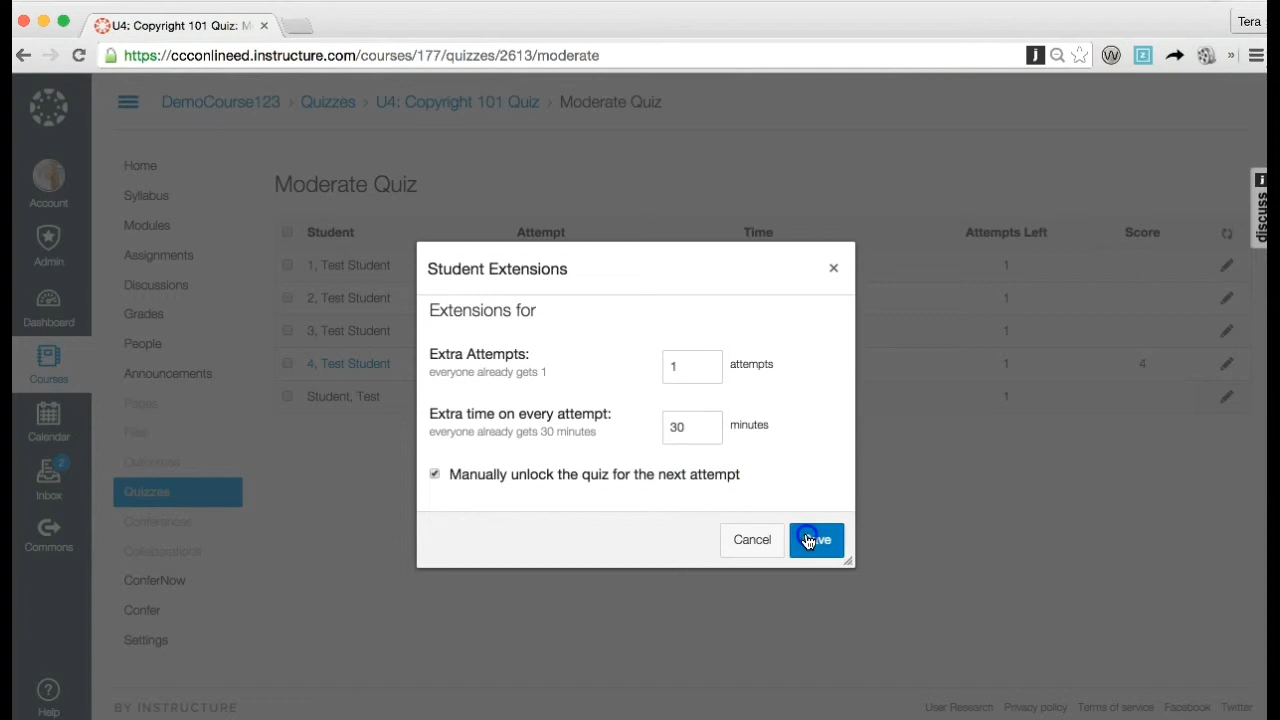 U4: Copyright 101 Quiz: M
Tera
https://ccconlineed.instructure.com/courses/177/quizzes/2613/moderate
DemoCourse123 › Quizzes › U4: Copyright 101 Quiz › Moderate Quiz
Account
Admin
Dashboard
Courses
Calendar
2
Inbox
Commons
Help
Home
Syllabus
Modules
Assignments
Discussions
Grades
People
Announcements
Pages
Files
Outcomes
Quizzes
Conferences
Collaborations
ConferNow
Confer
Settings
Moderate Quiz
Student Attempt Time Attempts Left Score
1, Test Student 1
2, Test Student 1
3, Test Student 1
4, Test Student 1 4
Student, Test 1
Student Extensions ×
Extensions for
Extra Attempts: 1 attempts
everyone already gets 1
Extra time on every attempt: 30 minutes
everyone already gets 30 minutes
Manually unlock the quiz for the next attempt
Cancel
discuss
BY INSTRUCTURE
User Research Privacy policy Terms of service Facebook Twitter